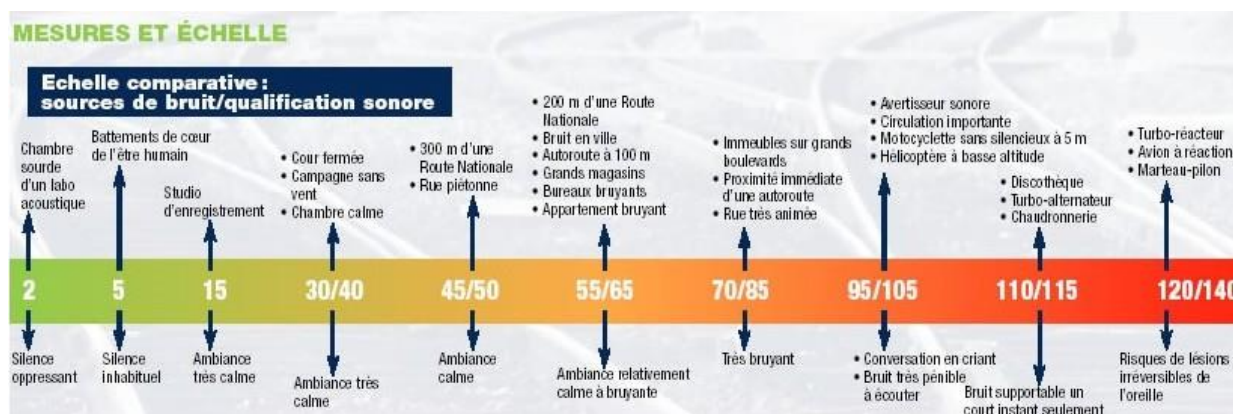 MESURES ET ÉCHELLE
Echelle comparative :
sources de bruit/qualification sonore
Chambre
sourde
d'un labo
acoustique
Battements de cœur
de l'être humain
Studio
d'enregistrement
• Cour fermée
• Campagne sans
vent
• Chambre calme
• 300 m d'une
Route Nationale
• Rue piétonne
• 200 m d'une Route
Nationale
• Bruit en ville
• Autoroute à 100 m
• Grands magasins
• Bureaux bruyants
• Appartement bruyant
• Immeubles sur grands
boulevards
• Proximité immédiate
d'une autoroute
• Rue très animée
• Avertisseur sonore
• Circulation importante
• Motocyclette sans silencieux à 5 m
• Hélicoptère à basse altitude
• Discothèque
• Turbo-alternateur
• Chaudronnerie
• Turbo-réacteur
• Avion à réaction
• Marteau-pilon
2 5 15 30/40 45/50 55/65 70/85 95/105 110/115 120/140
Silence
oppressant
Silence
inhabituel
Ambiance
très calme
Ambiance très
calme
Ambiance
calme
Ambiance relativement
calme à bruyante
Très bruyant
• Conversation en criant
• Bruit très pénible
à écouter
Bruit supportable un
court instant seulement
Risques de lésions
irréversibles de
l'oreille